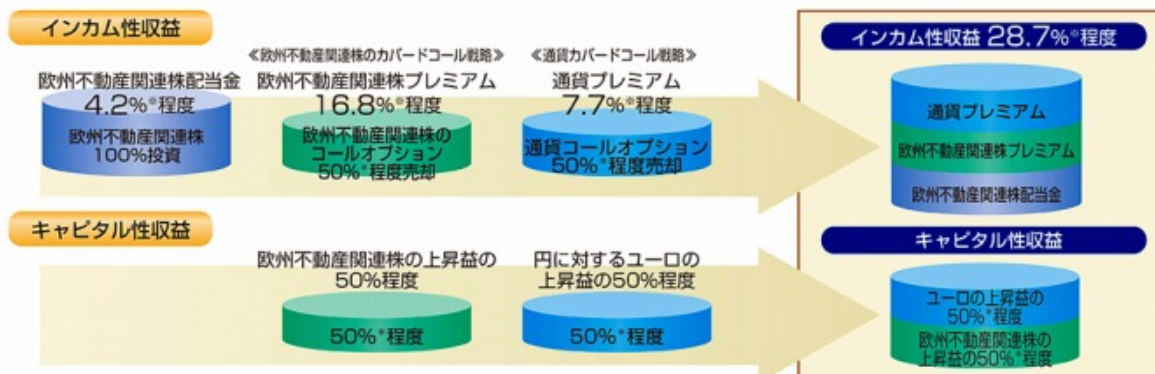 インカム性収益
欧州不動産関連株配当金
4.2%*程度
欧州不動産関連株
100%投資
≪欧州不動産関連株のカバードコール戦略≫
欧州不動産関連株プレミアム
16.8%*程度
欧州不動産関連株の
コールオプション
50%*程度売却
≪通貨カバードコール戦略≫
通貨プレミアム
7.7%*程度
通貨コールオプション
50%*程度売却
インカム性収益 28.7%*程度
通貨プレミアム
欧州不動産関連株プレミアム
欧州不動産関連株配当金
キャピタル性収益
欧州不動産関連株の上昇益の
50%程度
50%*程度
円に対するユーロの
上昇益の50%程度
50%*程度
キャピタル性収益
ユーロの上昇益の
50%*程度
欧州不動産関連株の
上昇益の50%*程度